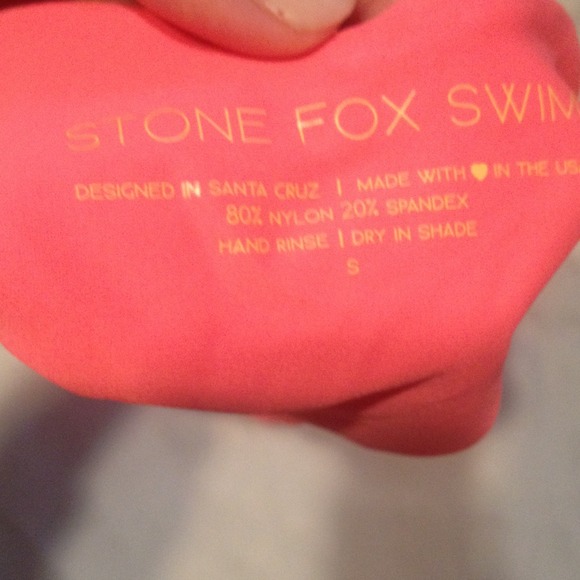 STONE FOX SWIM
DESIGNED IN SANTA CRUZ | MADE WITH ♥ IN THE US
80% NYLON 20% SPANDEX
HAND RINSE | DRY IN SHADE
S